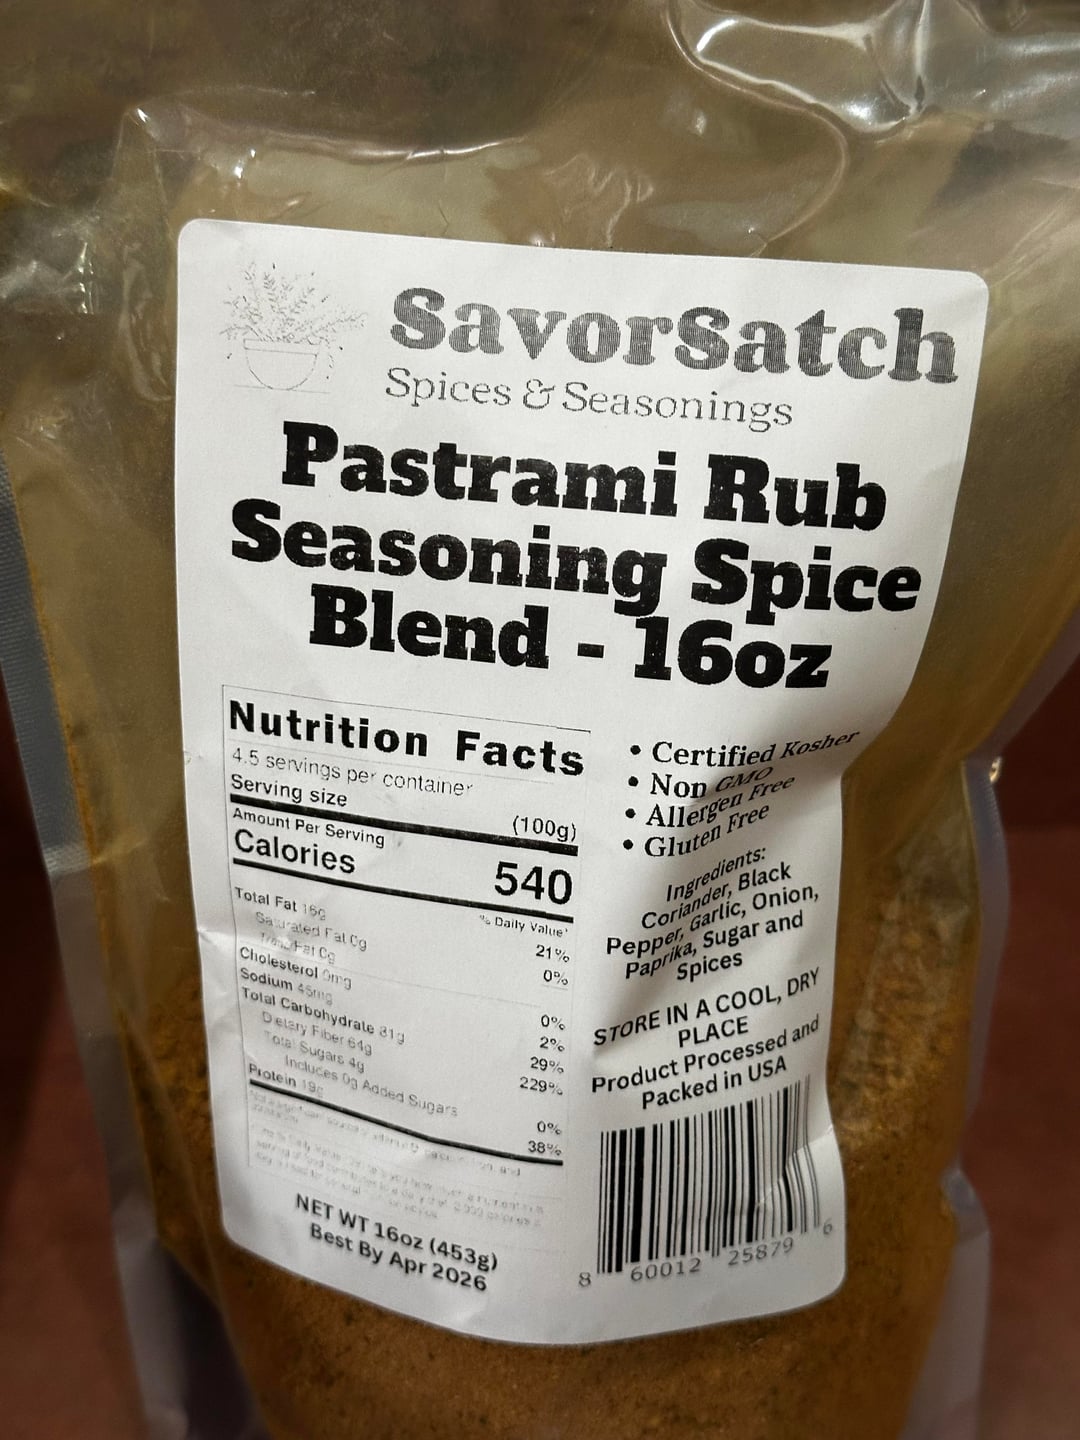 SavorSatch
Spices & Seasonings
Pastrami Rub
Seasoning Spice
Blend - 16oz
Nutrition Facts
4.5 servings per container
Serving size (100g)
Amount Per Serving
Calories 540
% Daily Value*
Total Fat 16g 21%
Saturated Fat 0g 0%
Trans Fat 0g
Cholesterol 0mg 0%
Sodium 45mg 2%
Total Carbohydrate 81g 29%
Dietary Fiber 64g 229%
Total Sugars 4g
Includes 0g Added Sugars 0%
Protein 19g 38%
NET WT 16oz (453g)
Best By Apr 2026
• Certified Kosher
• Non GMO
• Allergen Free
• Gluten Free
Ingredients:
Coriander, Black
Pepper, Garlic, Onion,
Paprika, Sugar and
Spices
STORE IN A COOL, DRY
PLACE
Product Processed and
Packed in USA
8 60012 25879 6